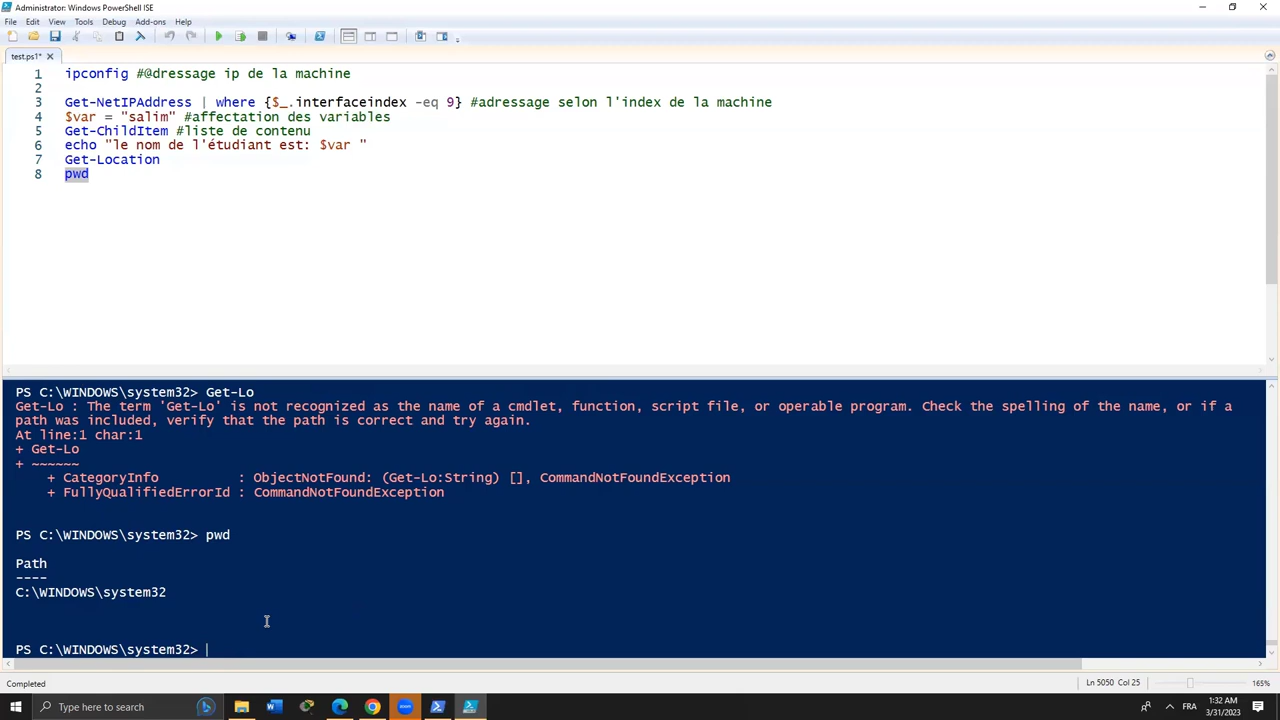 Administrator: Windows PowerShell ISE
File Edit View Tools Debug Add-ons Help
test.ps1*
1 ipconfig #@dressage ip de la machine
2
3 Get-NetIPAddress | where {$_.interfaceindex -eq 9} #adressage selon l'index de la machine
4 $var = "salim" #affectation des variables
5 Get-ChildItem #liste de contenu
6 echo "le nom de l'étudiant est: $var "
7 Get-Location
8 pwd
PS C:\WINDOWS\system32> Get-Lo
Get-Lo : The term 'Get-Lo' is not recognized as the name of a cmdlet, function, script file, or operable program. Check the spelling of the name, or if a
path was included, verify that the path is correct and try again.
At line:1 char:1
+ Get-Lo
+ ~~~~~~
+ CategoryInfo : ObjectNotFound: (Get-Lo:String) [], CommandNotFoundException
+ FullyQualifiedErrorId : CommandNotFoundException
PS C:\WINDOWS\system32> pwd
Path
----
C:\WINDOWS\system32
PS C:\WINDOWS\system32>
Completed Ln 5050 Col 25 165%
Type here to search FRA 1:32 AM
3/31/2023